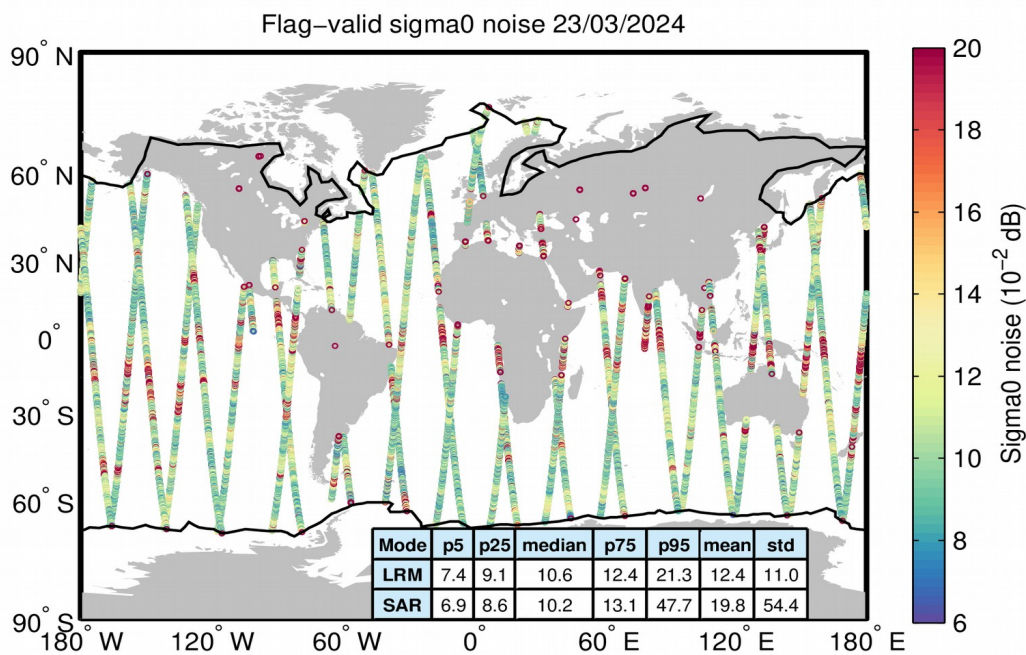 Flag−valid sigma0 noise 23/03/2024
90° N
60° N
30° N
0°
30° S
60° S
90° S
180° W
120° W
60° W
0°
60° E
120° E
180° E
Mode p5 p25 median p75 p95 mean std
LRM 7.4 9.1 10.6 12.4 21.3 12.4 11.0
SAR 6.9 8.6 10.2 13.1 47.7 19.8 54.4
20
18
16
14
12
10
8
6
Sigma0 noise (10⁻² dB)